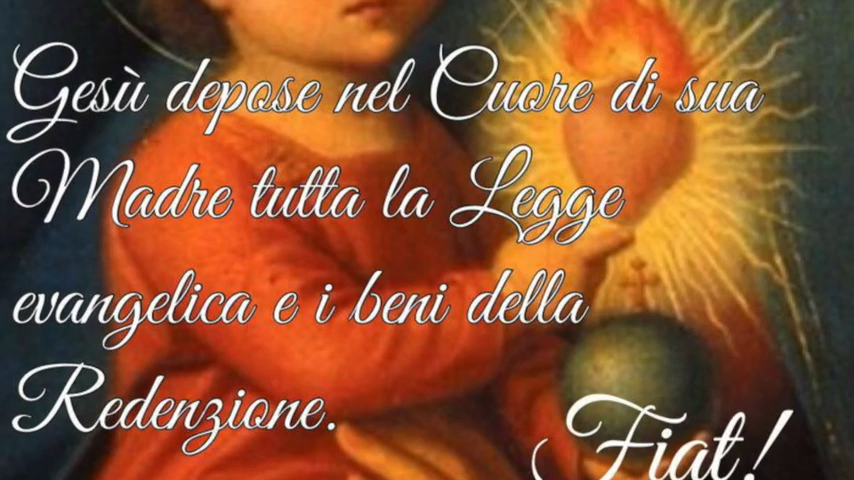 Gesù depose nel Cuore di sua
Madre tutta la Legge
evangelica e i beni della
Redenzione.
Fiat!